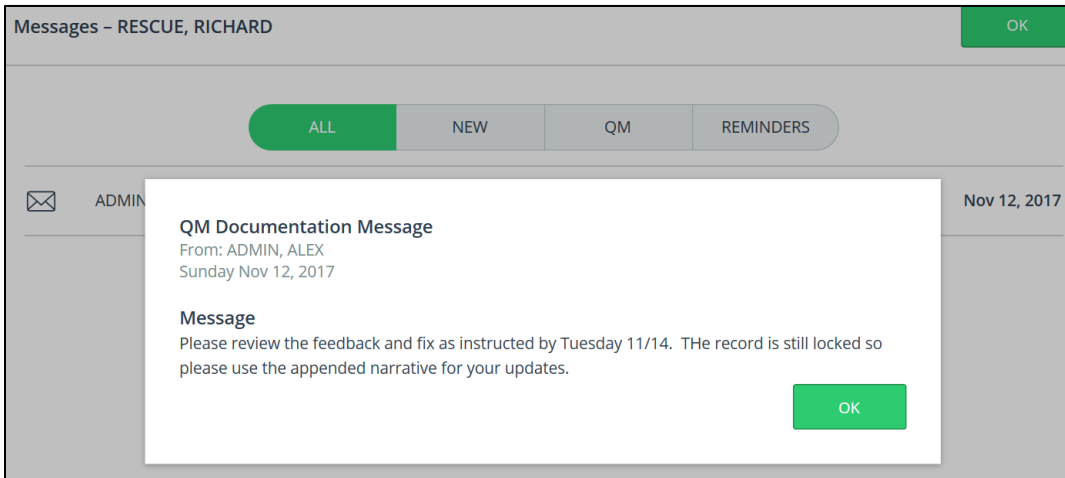 Messages – RESCUE, RICHARD
OK
ALL NEW QM REMINDERS
ADMIN
Nov 12, 2017
QM Documentation Message
From: ADMIN, ALEX
Sunday Nov 12, 2017
Message
Please review the feedback and fix as instructed by Tuesday 11/14.  THe record is still locked so
please use the appended narrative for your updates.
OK